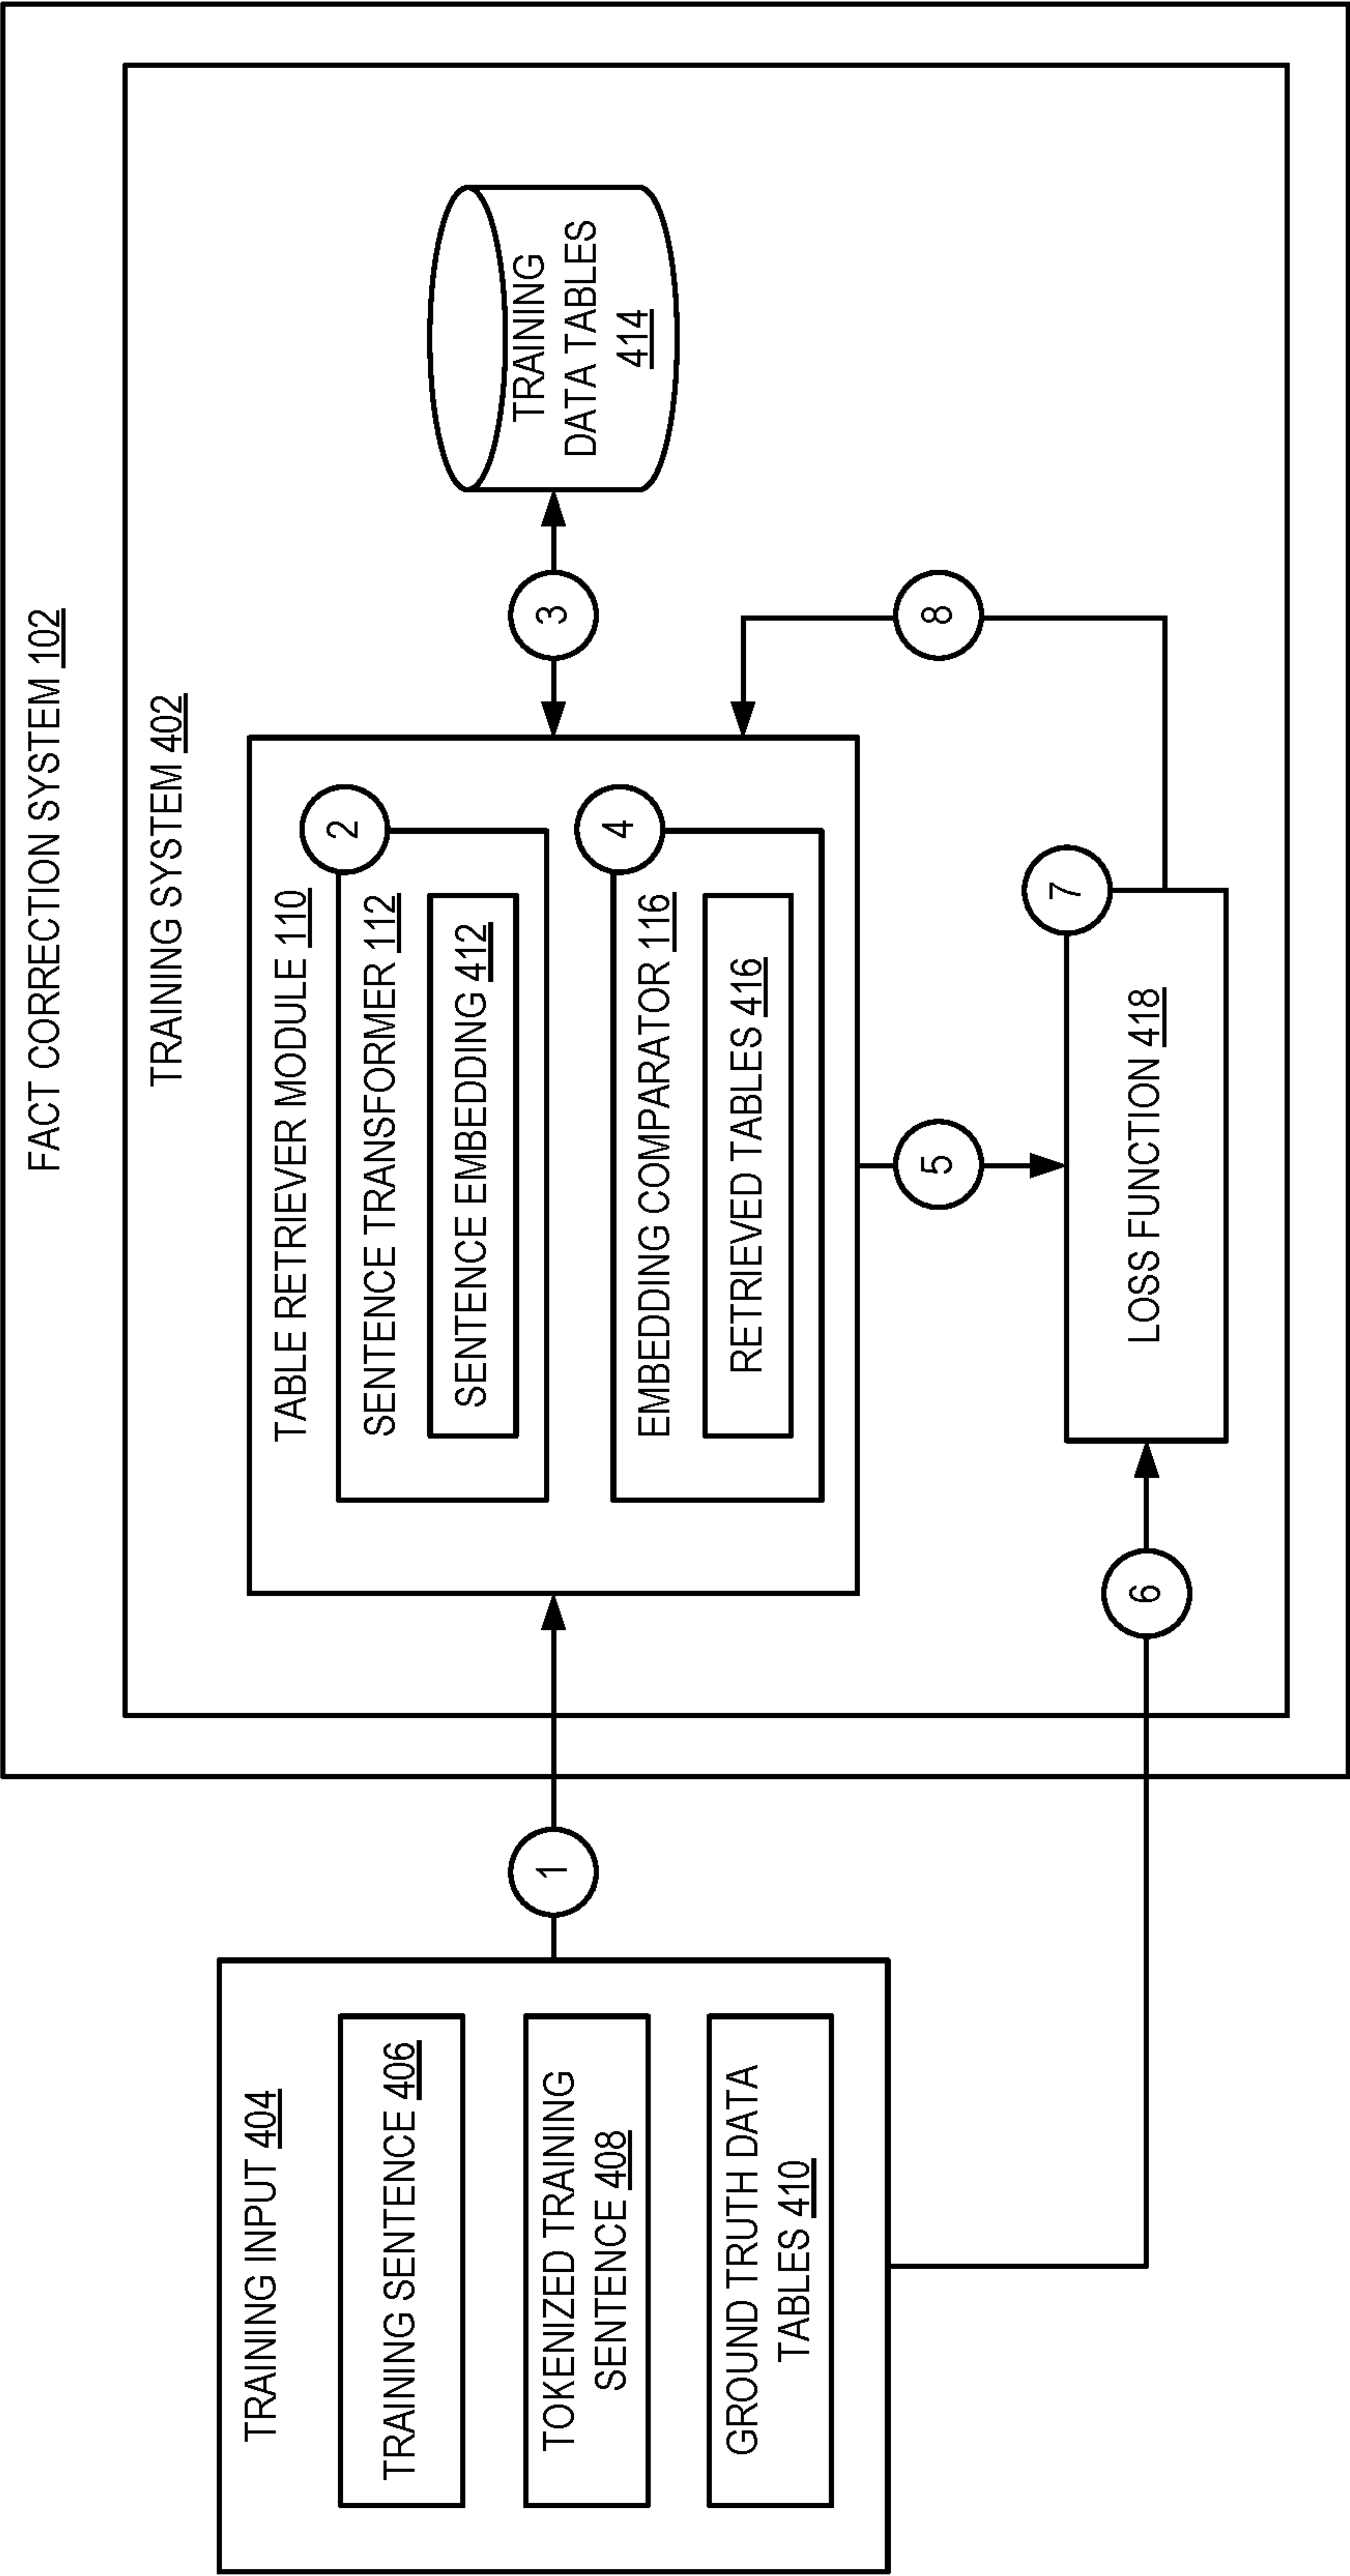 FACT CORRECTION SYSTEM 102
TRAINING SYSTEM 402
TRAINING INPUT 404
TRAINING SENTENCE 406
TOKENIZED TRAINING
SENTENCE 408
GROUND TRUTH DATA
TABLES 410
1
TABLE RETRIEVER MODULE 110
2
SENTENCE TRANSFORMER 112
SENTENCE EMBEDDING 412
4
EMBEDDING COMPARATOR 116
RETRIEVED TABLES 416
3
TRAINING
DATA TABLES
414
5
6
7
LOSS FUNCTION 418
8